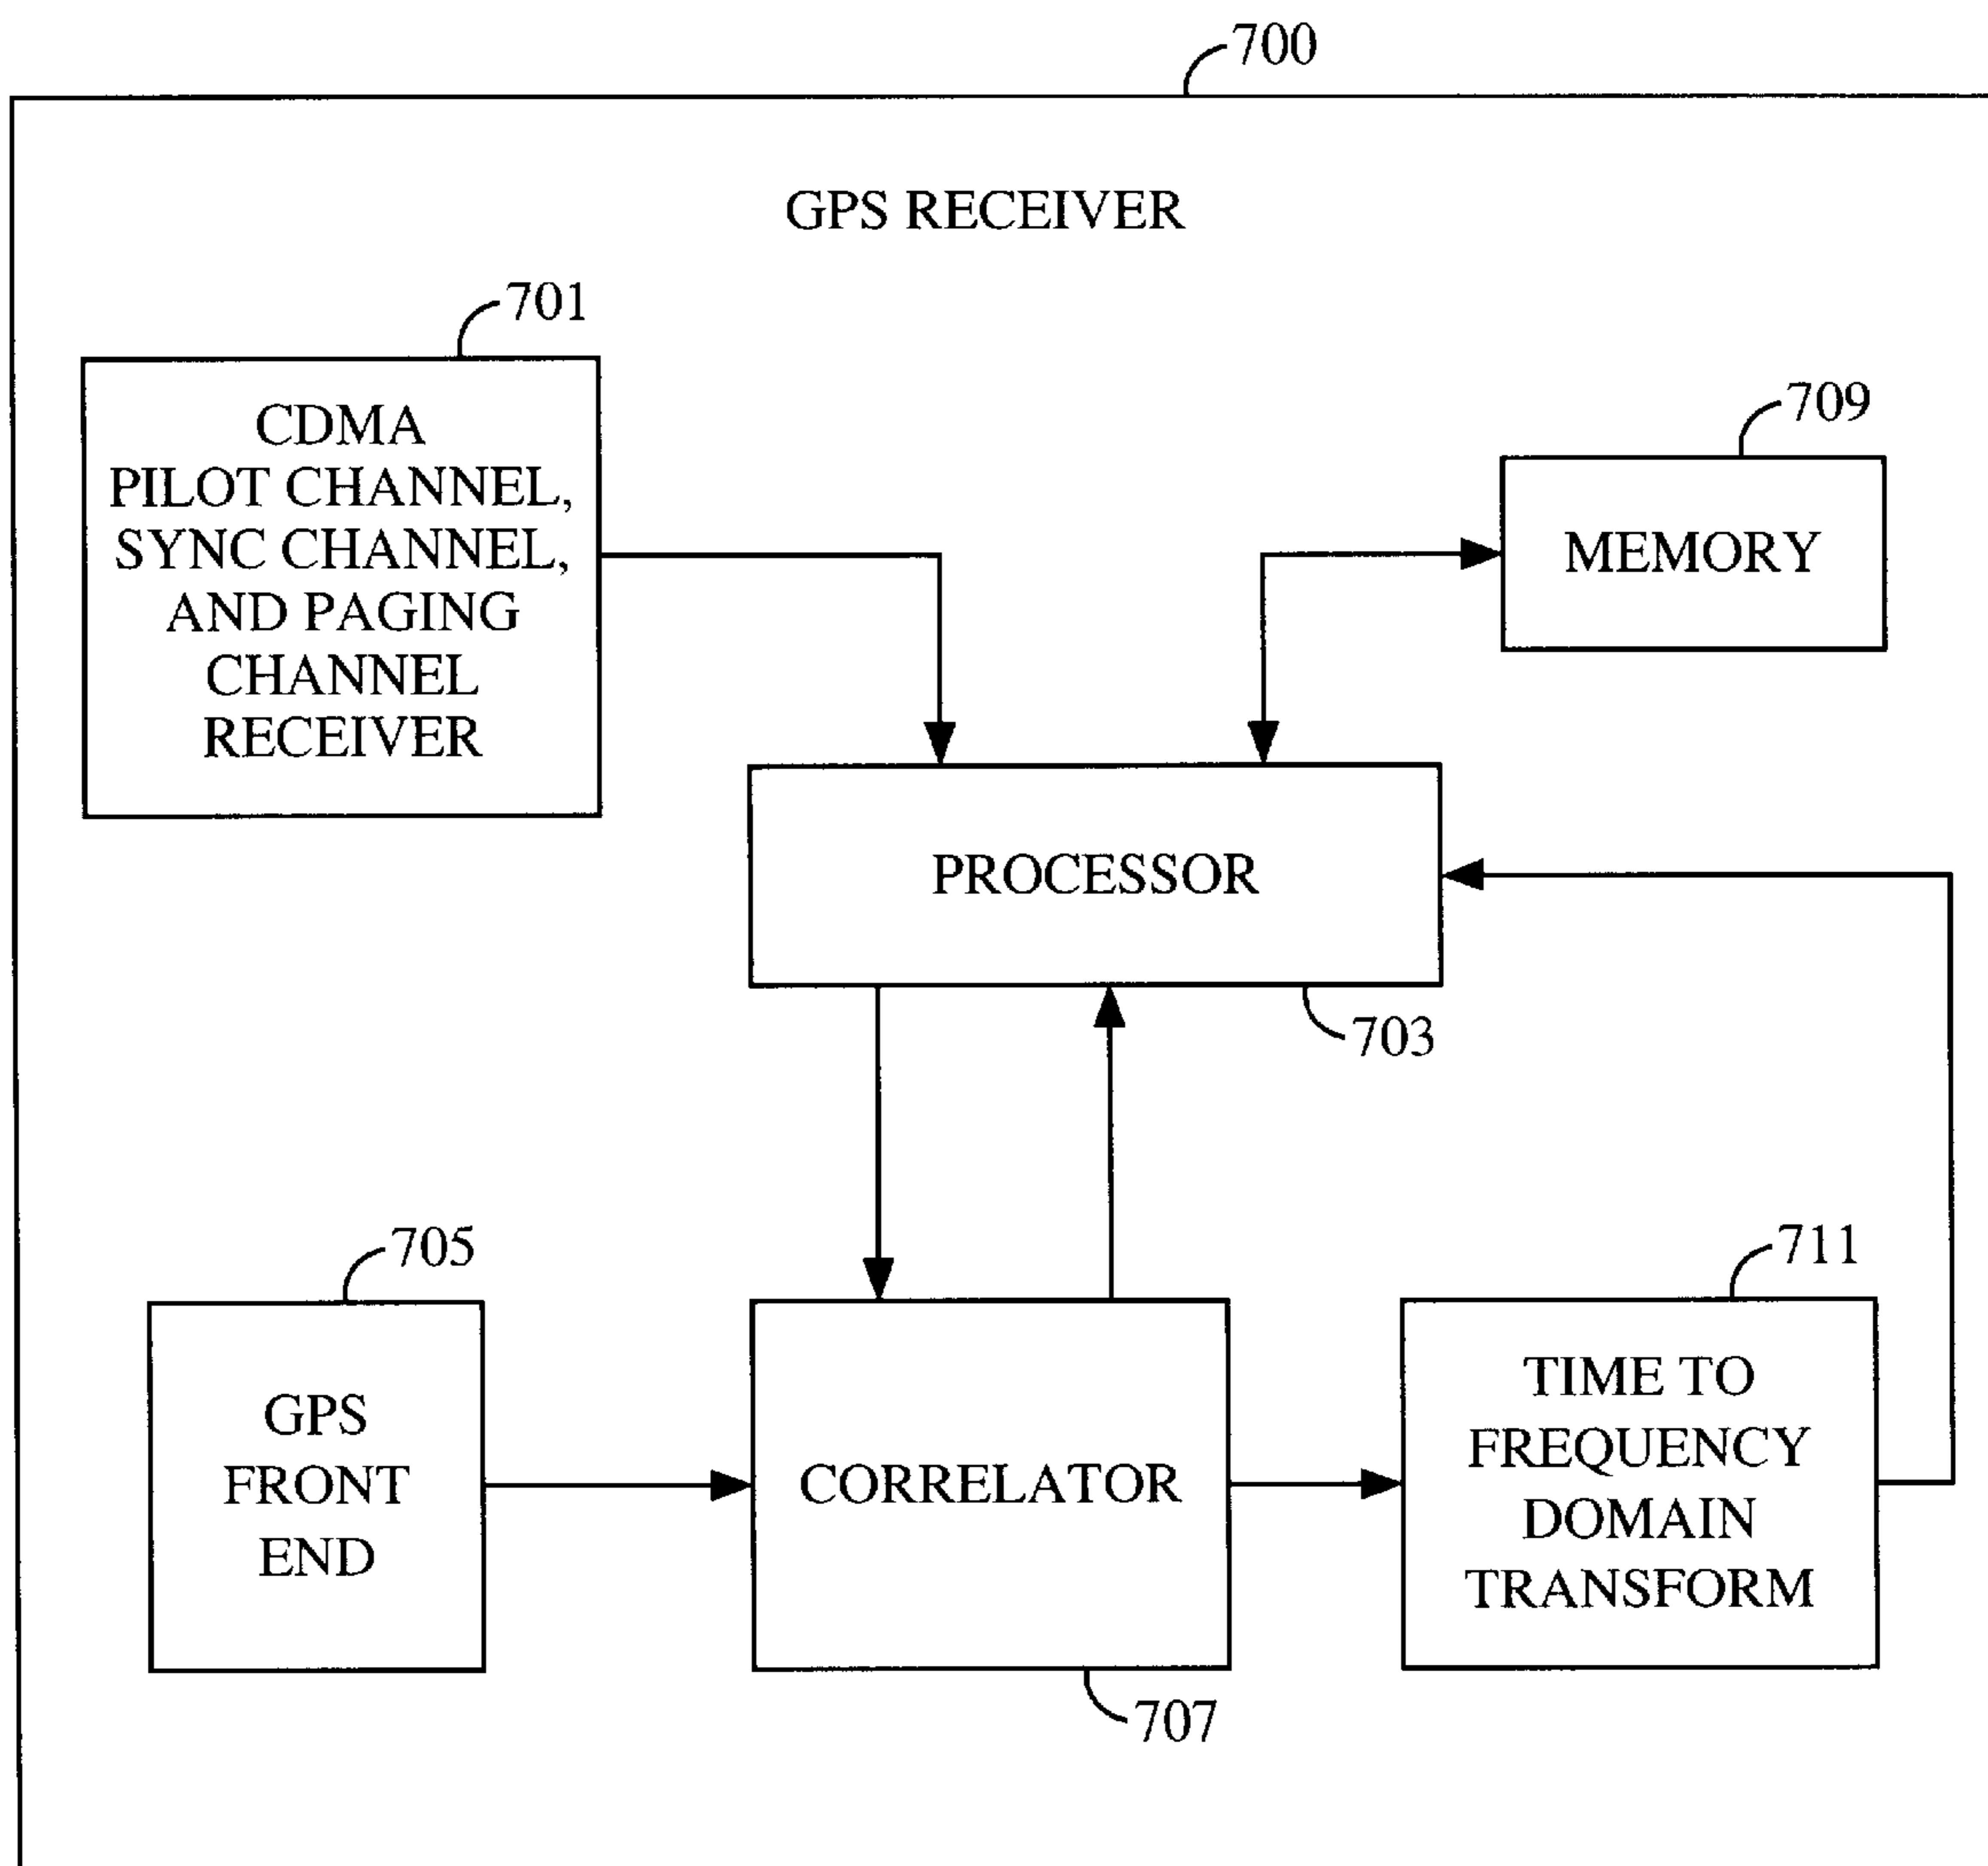 700
GPS RECEIVER
701
CDMA
PILOT CHANNEL,
SYNC CHANNEL,
AND PAGING
CHANNEL
RECEIVER
709
MEMORY
PROCESSOR
703
705
GPS
FRONT
END
CORRELATOR
707
711
TIME TO
FREQUENCY
DOMAIN
TRANSFORM